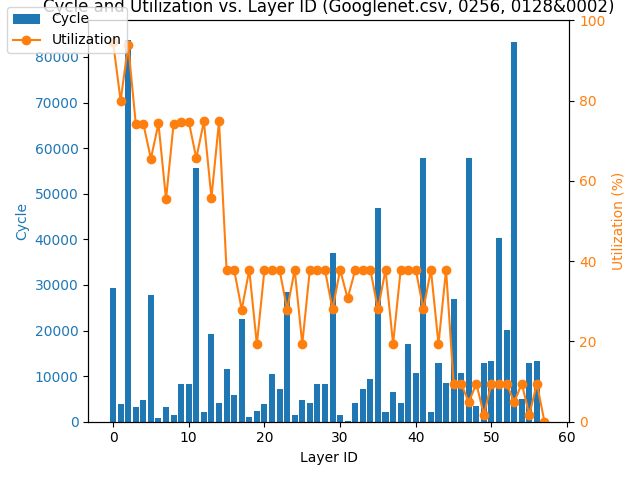 Cycle and Utilization vs. Layer ID (Googlenet.csv, 0256, 0128&0002)
Cycle
Utilization
80000
70000
60000
50000
40000
30000
20000
10000
0
Cycle
100
80
60
40
20
0
Utilization (%)
0 10 20 30 40 50 60
Layer ID